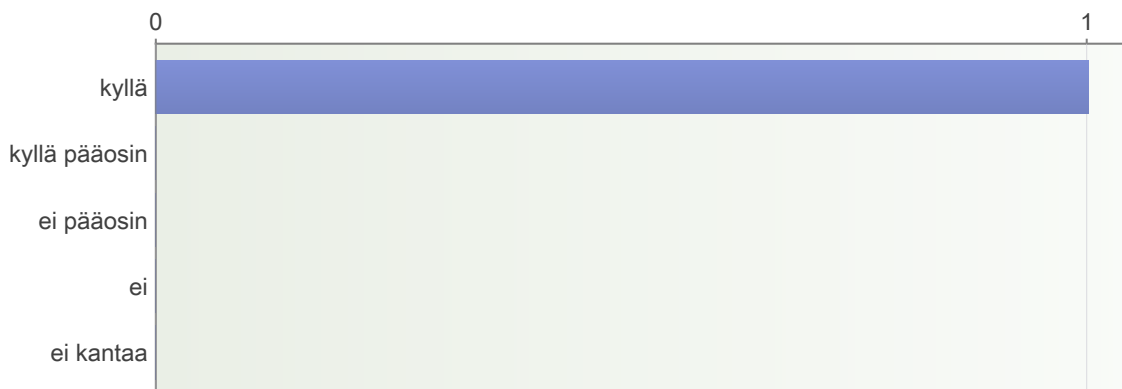 0 1
kyllä
kyllä pääosin
ei pääosin
ei
ei kantaa